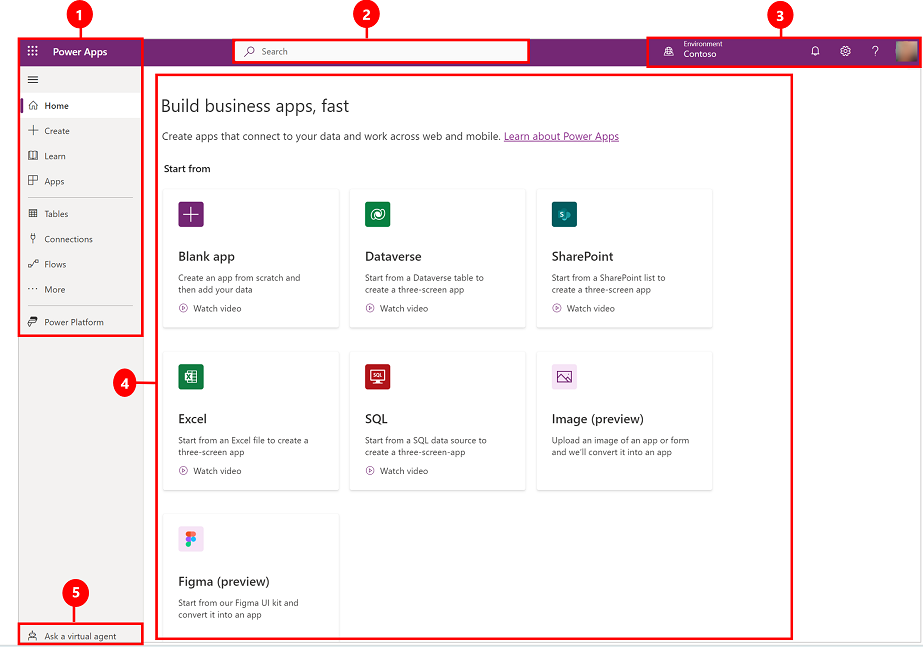 1
2
3
Power Apps
Search
Environment
Contoso
?
Home
Create
Learn
Apps
Tables
Connections
Flows
More
Power Platform
Build business apps, fast
Create apps that connect to your data and work across web and mobile. Learn about Power Apps
Start from
Blank app
Create an app from scratch and
then add your data
Watch video
Dataverse
Start from a Dataverse table to
create a three-screen app
Watch video
S
SharePoint
Start from a SharePoint list to
create a three-screen app
Watch video
4
Excel
Start from an Excel file to create a
three-screen app
Watch video
SQL
SQL
Start from a SQL data source to
create a three-screen-app
Watch video
Image (preview)
Upload an image of an app or form
and we'll convert it into an app
Figma (preview)
Start from our Figma UI kit and
convert it into an app
5
Ask a virtual agent